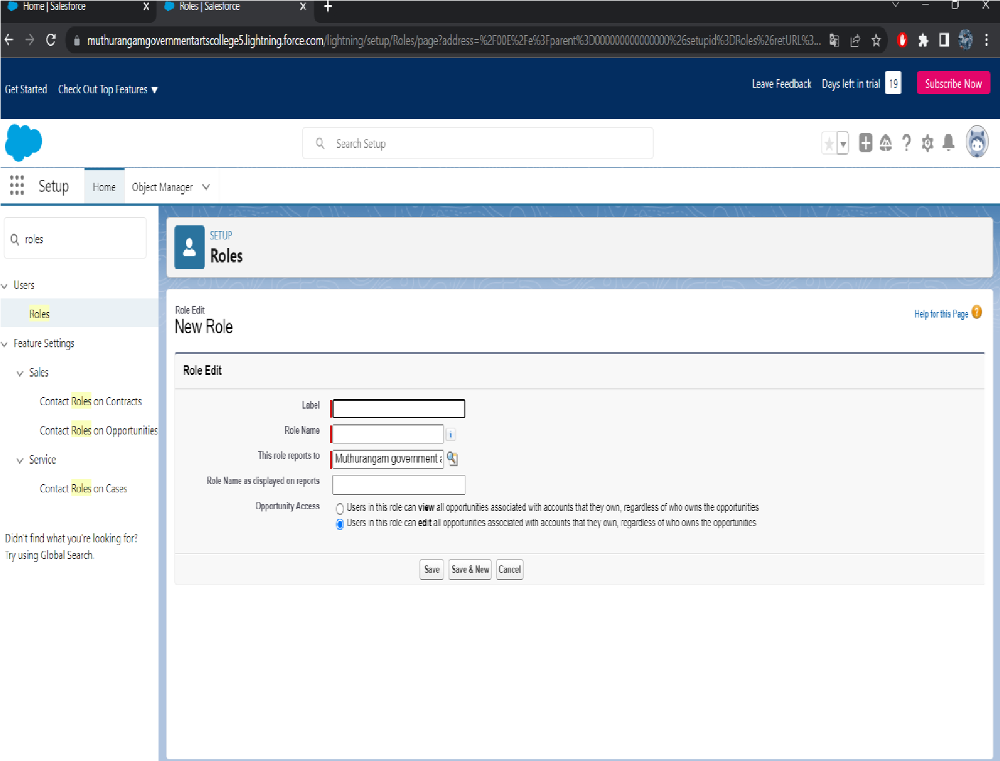 Home | Salesforce
Roles | Salesforce
muthurangamgovernmentartscollege5.lightning.force.com/lightning/setup/Roles/page?address=%2F00E%2Fe%3Fparent%3D000000000000000%26setupid%3DRoles%26retURL%3...
Get Started
Check Out Top Features ▼
Leave Feedback
Days left in trial
19
Subscribe Now
Search Setup
Setup
Home
Object Manager
roles
Users
Roles
Feature Settings
Sales
Contact Roles on Contracts
Contact Roles on Opportunities
Service
Contact Roles on Cases
Didn't find what you're looking for?
Try using Global Search.
SETUP
Roles
Role Edit
New Role
Help for this Page
Role Edit
Label
Role Name
This role reports to
Muthurangam government a
Role Name as displayed on reports
Opportunity Access
Users in this role can view all opportunities associated with accounts that they own, regardless of who owns the opportunities
Users in this role can edit all opportunities associated with accounts that they own, regardless of who owns the opportunities
Save
Save & New
Cancel